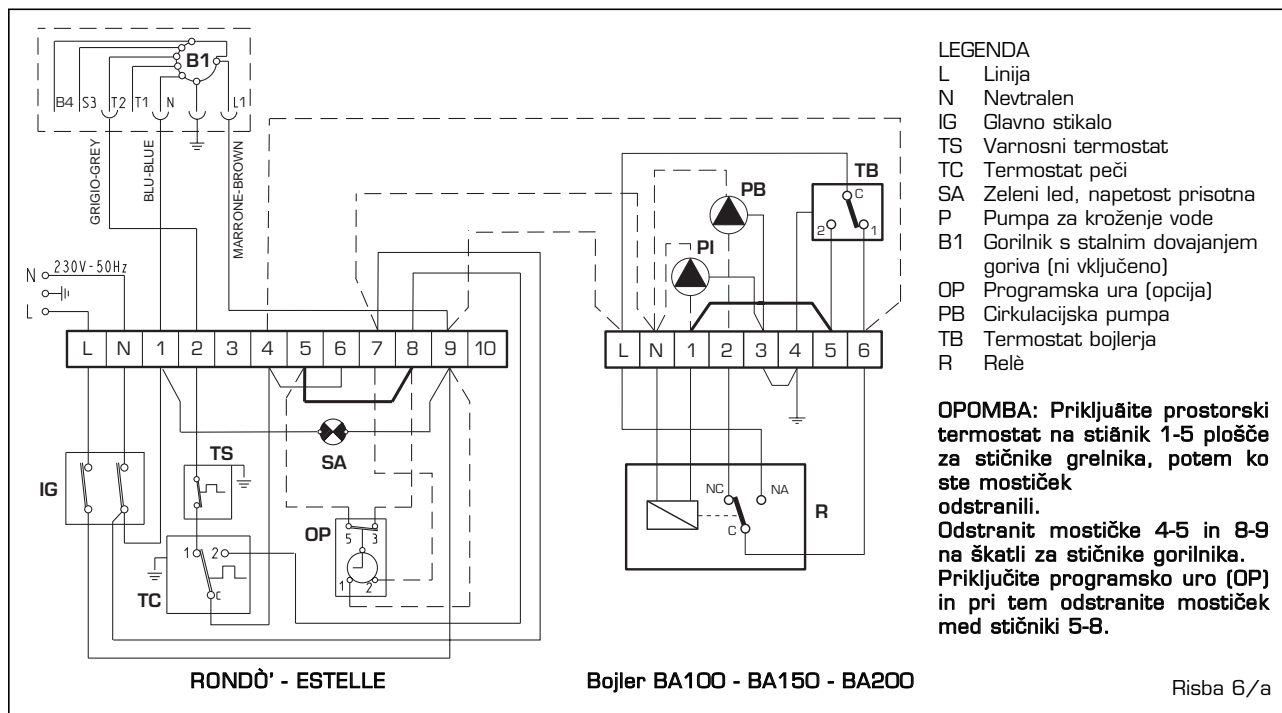 B1
B4 S3 T2 T1 N L1
GRIGIO-GREY
BLU-BLUE
MARRONE-BROWN
N 230V-50Hz
L
L N 1 2 3 4 5 6 7 8 9 10
IG
TS
SA
TC
1 2
C
OP
5 3
1 2
RONDÒ' - ESTELLE
PB
PI
TB
C
2 1
L N 1 2 3 4 5 6
NC NA
C
R
Bojler BA100 - BA150 - BA200
LEGENDA
L Linija
N Nevtralen
IG Glavno stikalo
TS Varnosni termostat
TC Termostat peči
SA Zeleni led, napetost prisotna
P Pumpa za kroženje vode
B1 Gorilnik s stalnim dovajanjem
goriva (ni vključeno)
OP Programska ura (opcija)
PB Cirkulacijska pumpa
TB Termostat bojlerja
R Relè
OPOMBA: Priključite prostorski
termostat na stiãnik 1-5 plošče
za stičnike grelnika, potem ko
ste mostiček
odstranili.
Odstranit mostičke 4-5 in 8-9
na škatli za stičnike gorilnika.
Priključite programsko uro (OP)
in pri tem odstranite mostiček
med stičniki 5-8.
Risba 6/a